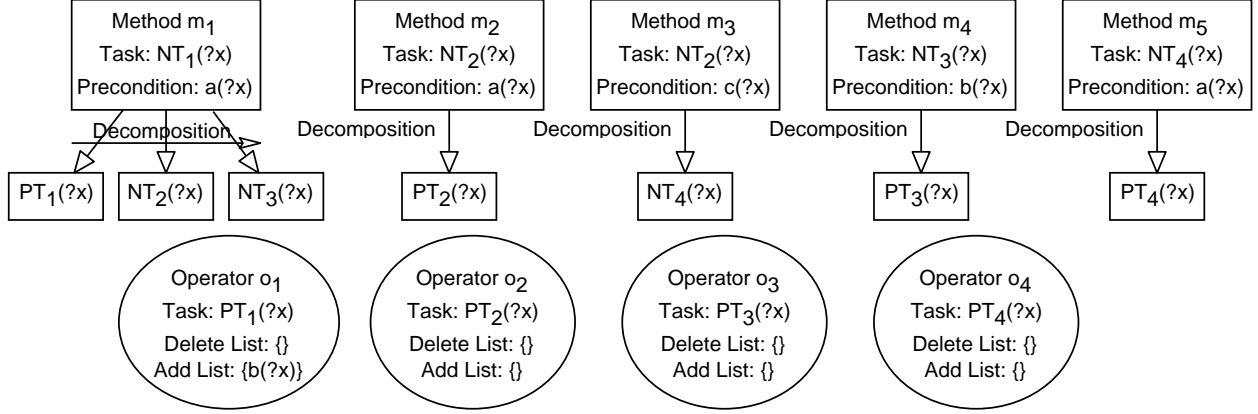 Method m₁
Task: NT₁(?x)
Precondition: a(?x)
Method m₂
Task: NT₂(?x)
Precondition: a(?x)
Method m₃
Task: NT₂(?x)
Precondition: c(?x)
Method m₄
Task: NT₃(?x)
Precondition: b(?x)
Method m₅
Task: NT₄(?x)
Precondition: a(?x)
Decomposition
Decomposition
Decomposition
Decomposition
Decomposition
PT₁(?x)
NT₂(?x)
NT₃(?x)
PT₂(?x)
NT₄(?x)
PT₃(?x)
PT₄(?x)
Operator o₁
Task: PT₁(?x)
Delete List: {}
Add List: {b(?x)}
Operator o₂
Task: PT₂(?x)
Delete List: {}
Add List: {}
Operator o₃
Task: PT₃(?x)
Delete List: {}
Add List: {}
Operator o₄
Task: PT₄(?x)
Delete List: {}
Add List: {}